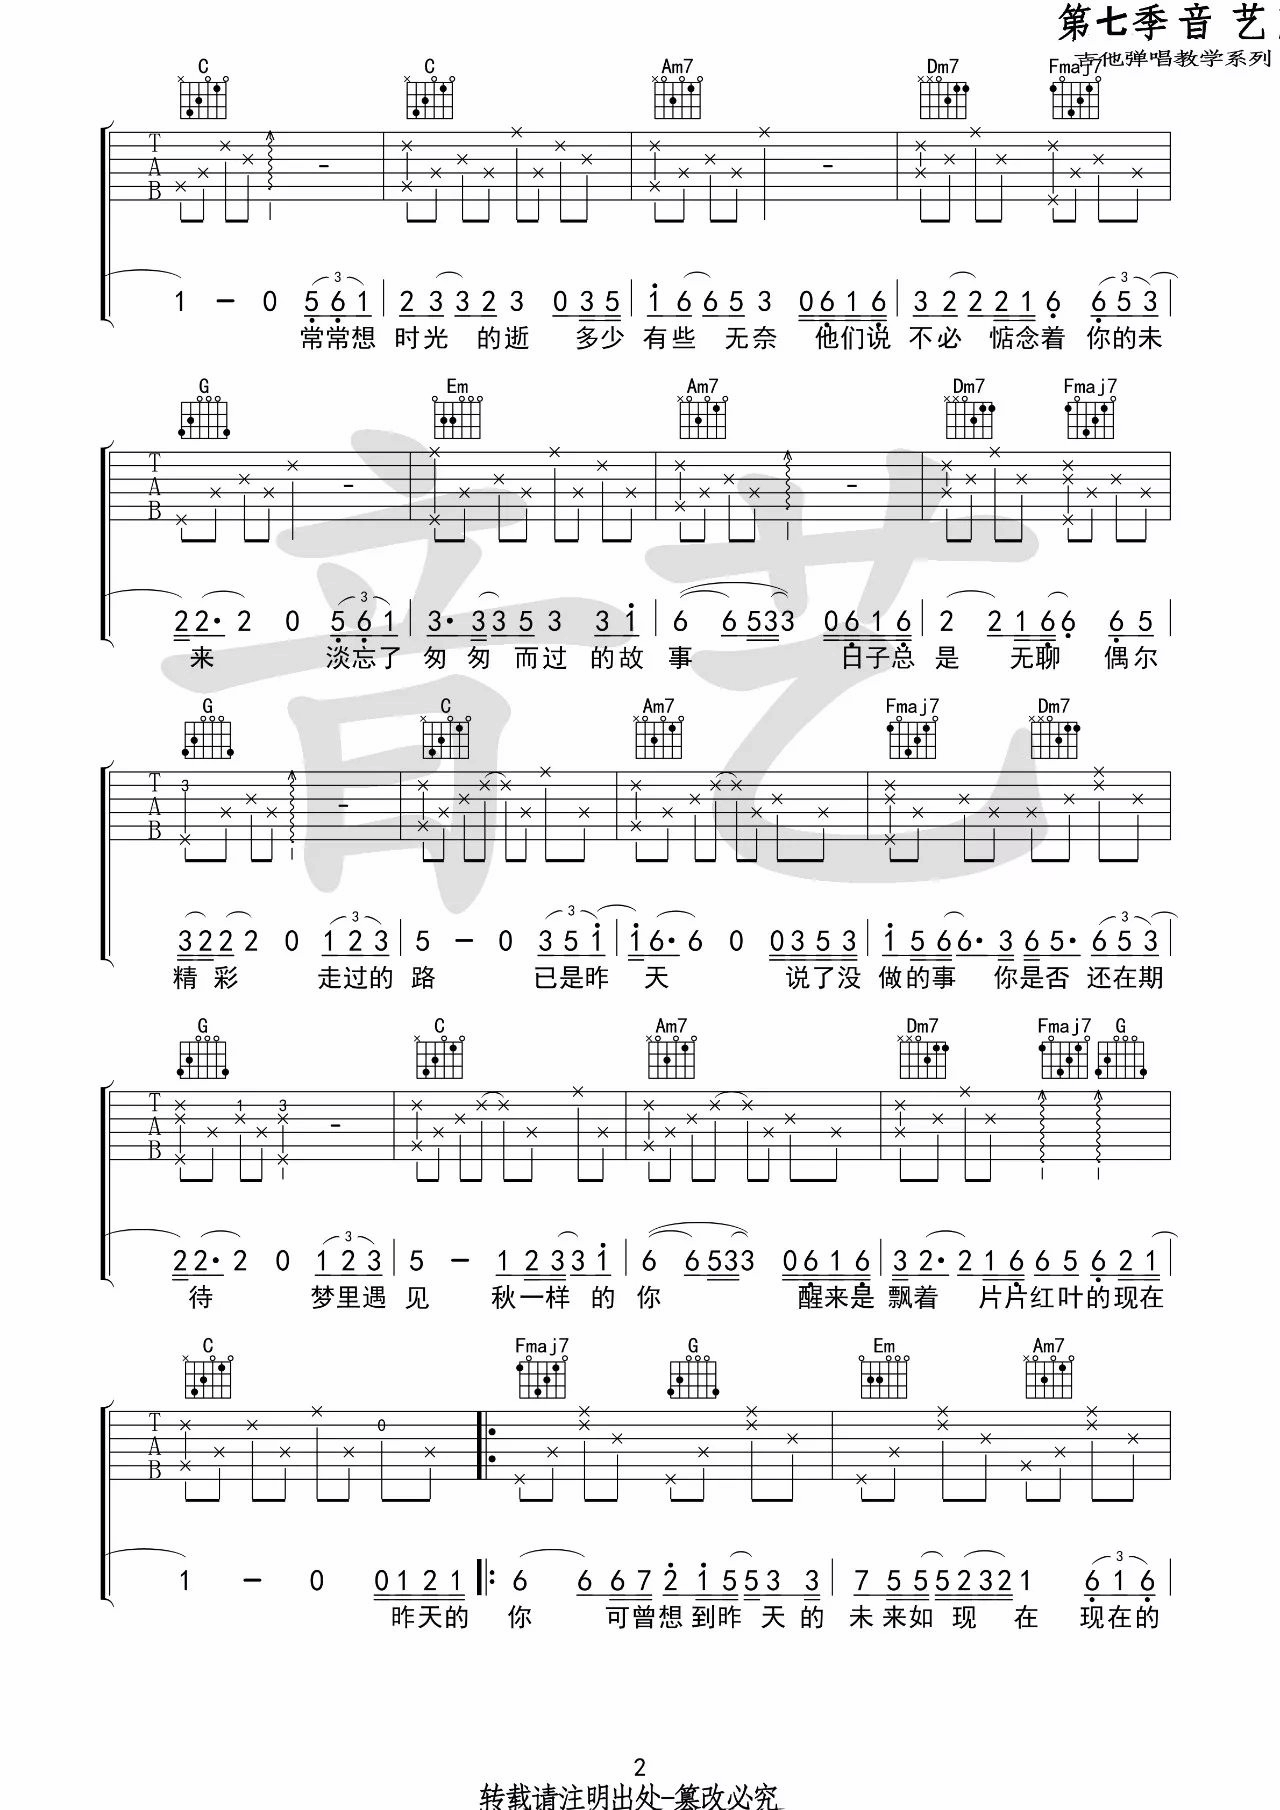 第七季音艺
吉他弹唱教学系列
C C Am7 Dm7 Fmaj7
T
A
B
1 - 0 5 6 1 2 3 3 2 3 0 3 5 1 6 6 5 3 0 6 1 6 3 2 2 2 1 6 6 5 3
常常想 时光 的逝 多少 有些 无奈 他们说 不必 惦念着 你的未
G Em Am7 Dm7 Fmaj7
T
A
B
2 2· 2 0 5 6 1 3· 3 3 5 3 3 1 6 6 5 3 3 0 6 1 6 2 2 1 6 6 6 5
来 淡忘了 匆 匆 而过 的故 事 日子总 是 无聊 偶尔
G C Am7 Fmaj7 Dm7
T
A
B
3
3 2 2 2 0 1 2 3 5 - 0 3 5 1 1 6· 6 0 0 3 5 3 1 5 6 6· 3 6 5· 6 5 3
精 彩 走过的 路 已是昨 天 说了没 做的事 你是否 还在期
G C Am7 Dm7 Fmaj7 G
T
A
B
1 3
2 2· 2 0 1 2 3 5 - 1 2 3 3 1 6 6 5 3 3 0 6 1 6 3 2· 2 1 6 6 5 6 2 1
待 梦里遇 见 秋一样 的 你 醒来是 飘着 片片红叶的现在
C Fmaj7 G Em Am7
T
A
B
0
1 - 0 0 1 2 1 6 6 6 7 2 1 5 5 3 3 7 5 5 5 2 3 2 1 6 1 6
昨天的 你 可曾想到昨 天的 未来如 现 在 现在的
音艺
2
转载请注明出处-篡改必究